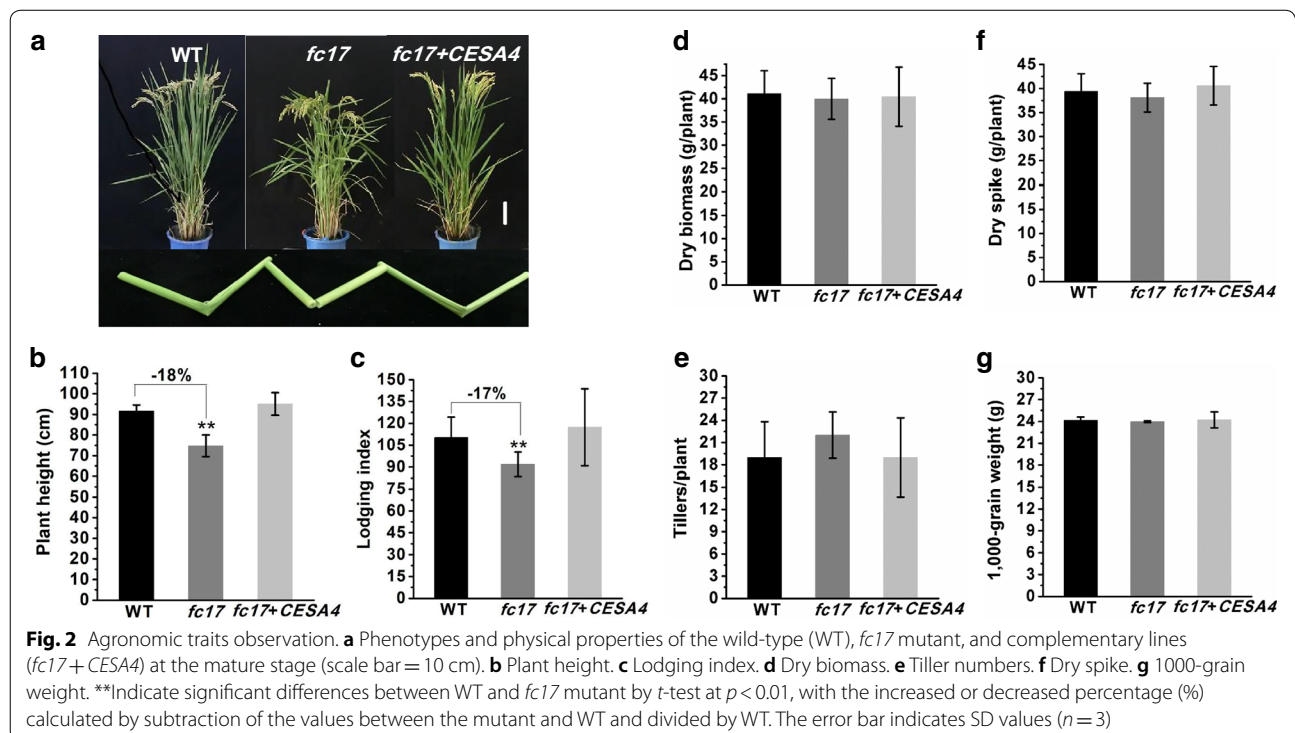 a
WT
fc17
fc17+CESA4
b
Plant height (cm)
110
100
90
80
70
60
50
40
30
20
10
0
-18%
**
WT
fc17
fc17+CESA4
c
Lodging index
150
135
120
105
90
75
60
45
30
15
0
-17%
**
WT
fc17
fc17+CESA4
d
Dry biomass (g/plant)
45
40
35
30
25
20
15
10
5
0
WT
fc17
fc17+CESA4
e
Tillers/plant
30
27
24
21
18
15
12
9
6
3
0
WT
fc17
fc17+CESA4
f
Dry spike (g/plant)
45
40
35
30
25
20
15
10
5
0
WT
fc17
fc17+CESA4
g
1,000-grain weight (g)
30
27
24
21
18
15
12
9
6
3
0
WT
fc17
fc17+CESA4
Fig. 2 Agronomic traits observation. a Phenotypes and physical properties of the wild-type (WT), fc17 mutant, and complementary lines
(fc17 + CESA4) at the mature stage (scale bar = 10 cm). b Plant height. c Lodging index. d Dry biomass. e Tiller numbers. f Dry spike. g 1000-grain
weight. **Indicate significant differences between WT and fc17 mutant by t-test at p < 0.01, with the increased or decreased percentage (%)
calculated by subtraction of the values between the mutant and WT and divided by WT. The error bar indicates SD values (n = 3)